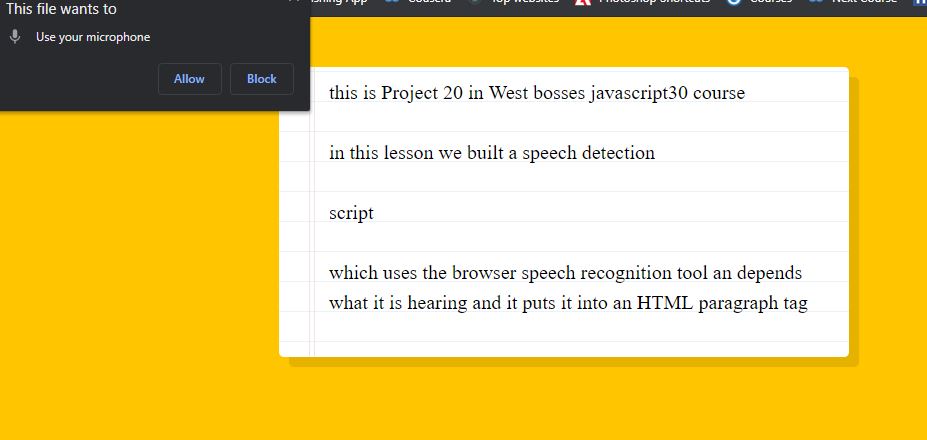 This file wants to
Use your microphone
Allow
Block
ishing App
Top Websites
Photoshop Shortcuts
Courses
Next Course
this is Project 20 in West bosses javascript30 course
in this lesson we built a speech detection
script
which uses the browser speech recognition tool an depends
what it is hearing and it puts it into an HTML paragraph tag